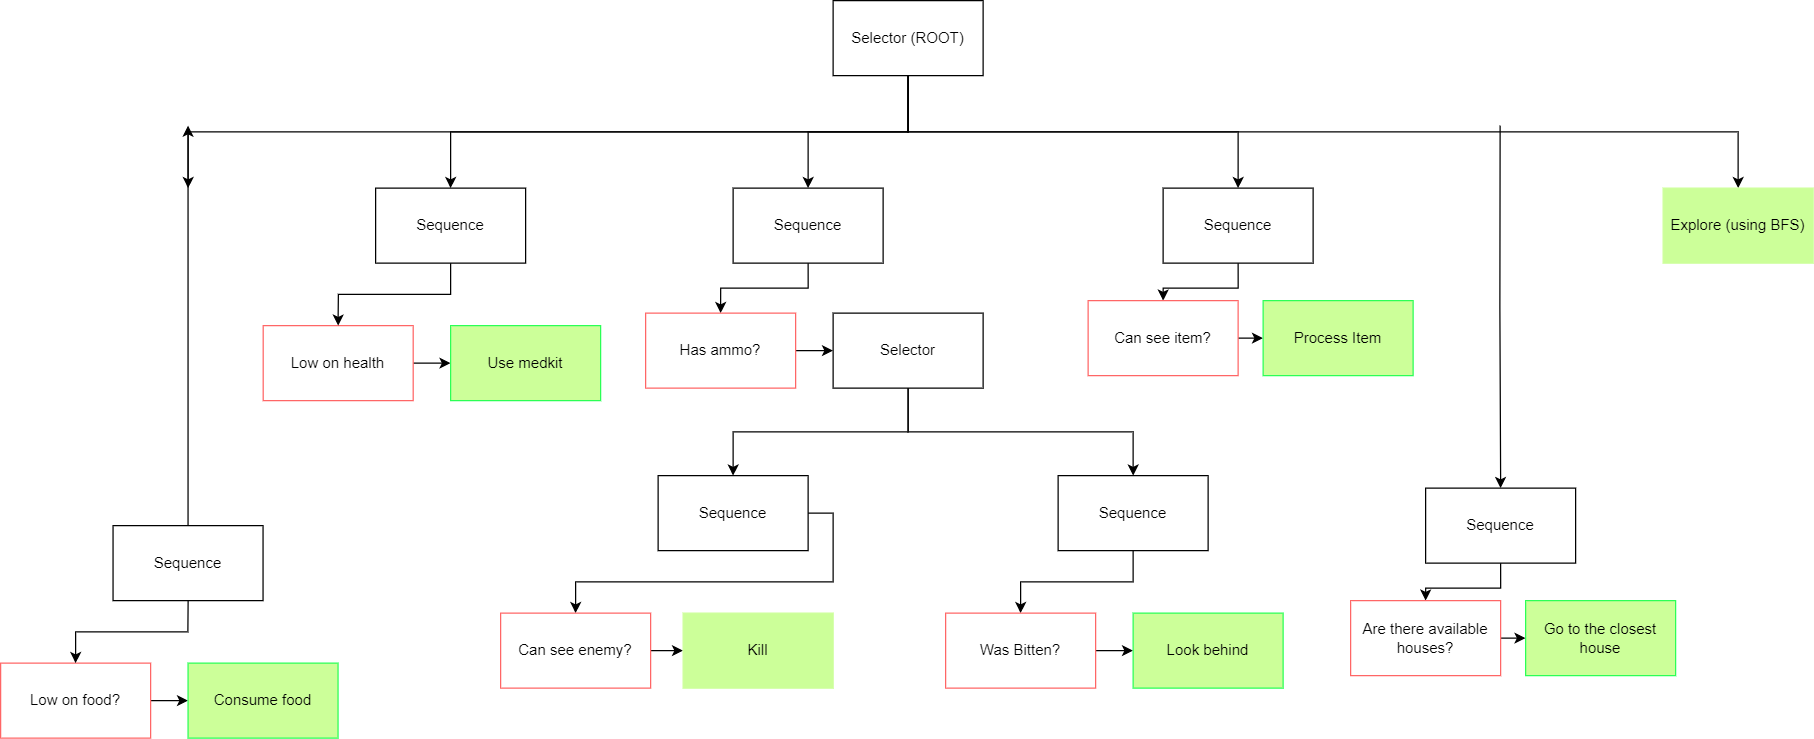 Selector (ROOT)
Sequence
Sequence
Sequence
Explore (using BFS)
Low on health
Use medkit
Has ammo?
Selector
Can see item?
Process Item
Sequence
Sequence
Sequence
Sequence
Low on food?
Consume food
Can see enemy?
Kill
Was Bitten?
Look behind
Are there available
houses?
Go to the closest
house